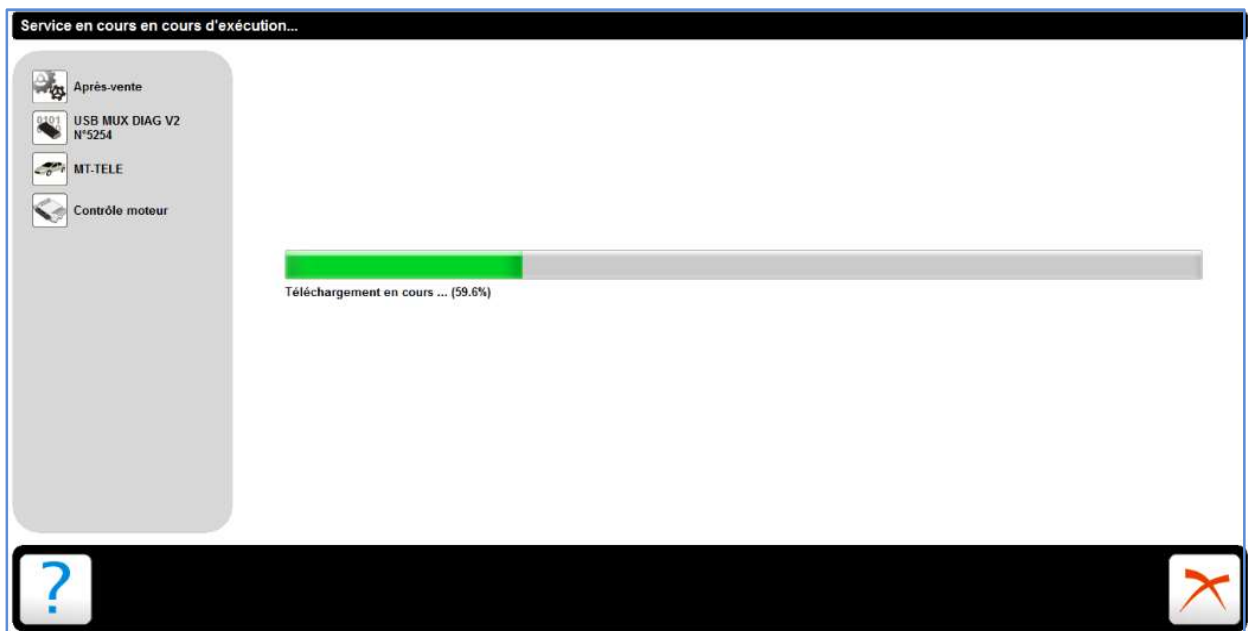 Service en cours en cours d'exécution...
Après-vente
USB MUX DIAG V2
N°5254
MT-TELE
Contrôle moteur
Téléchargement en cours ... (59.6%)
?